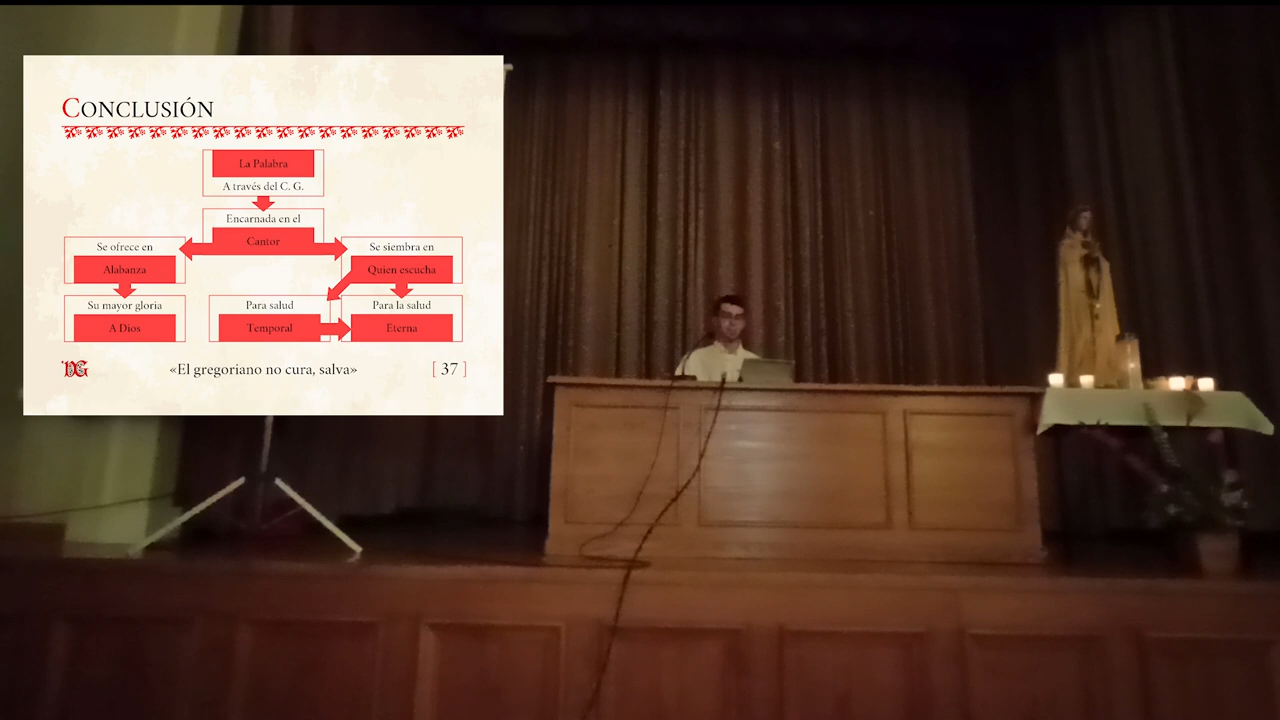 CONCLUSIÓN
La Palabra
A través del C. G.
Encarnada en el
Cantor
Se ofrece en
Alabanza
Se siembra en
Quien escucha
Su mayor gloria
A Dios
Para salud
Temporal
Para la salud
Eterna
«El gregoriano no cura, salva»
[ 37 ]